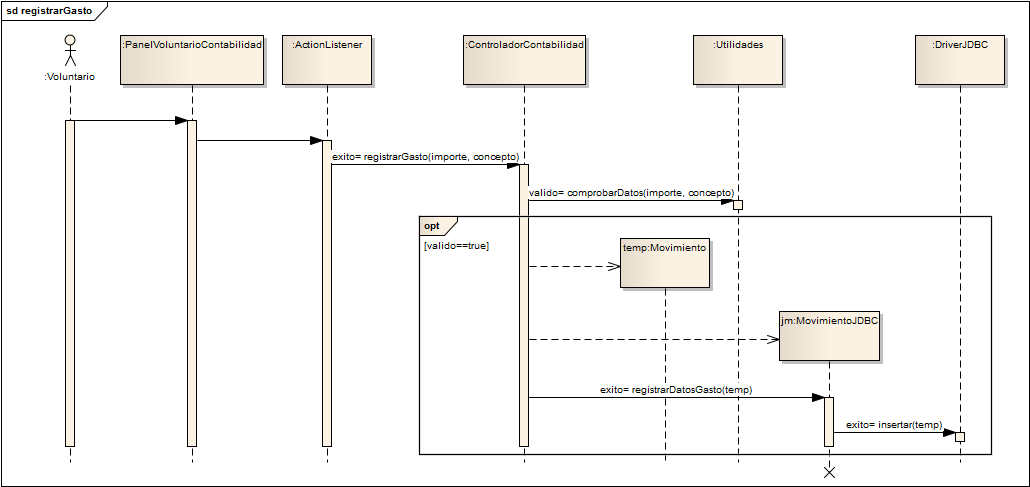 sd registrarGasto
:Voluntario
:PanelVoluntarioContabilidad
:ActionListener
:ControladorContabilidad
:Utilidades
:DriverJDBC
exito= registrarGasto(importe, concepto)
valido= comprobarDatos(importe, concepto)
opt
[valido==true]
temp:Movimiento
jm:MovimientoJDBC
exito= registrarDatosGasto(temp)
exito= insertar(temp)